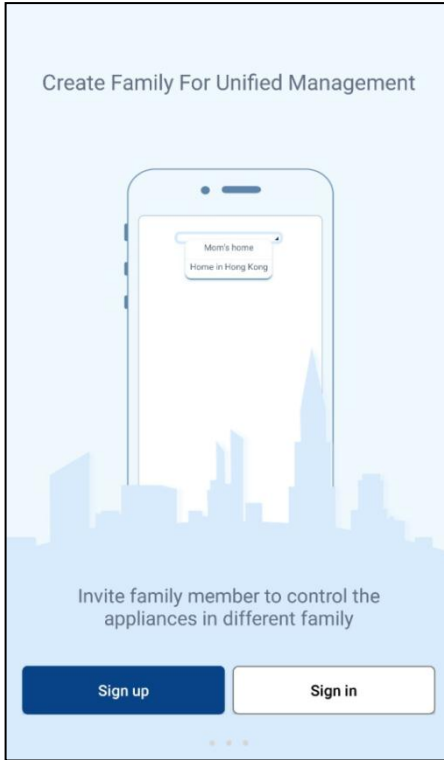 Create Family For Unified Management
Mom's home
Home in Hong Kong
Invite family member to control the
appliances in different family
Sign up
Sign in